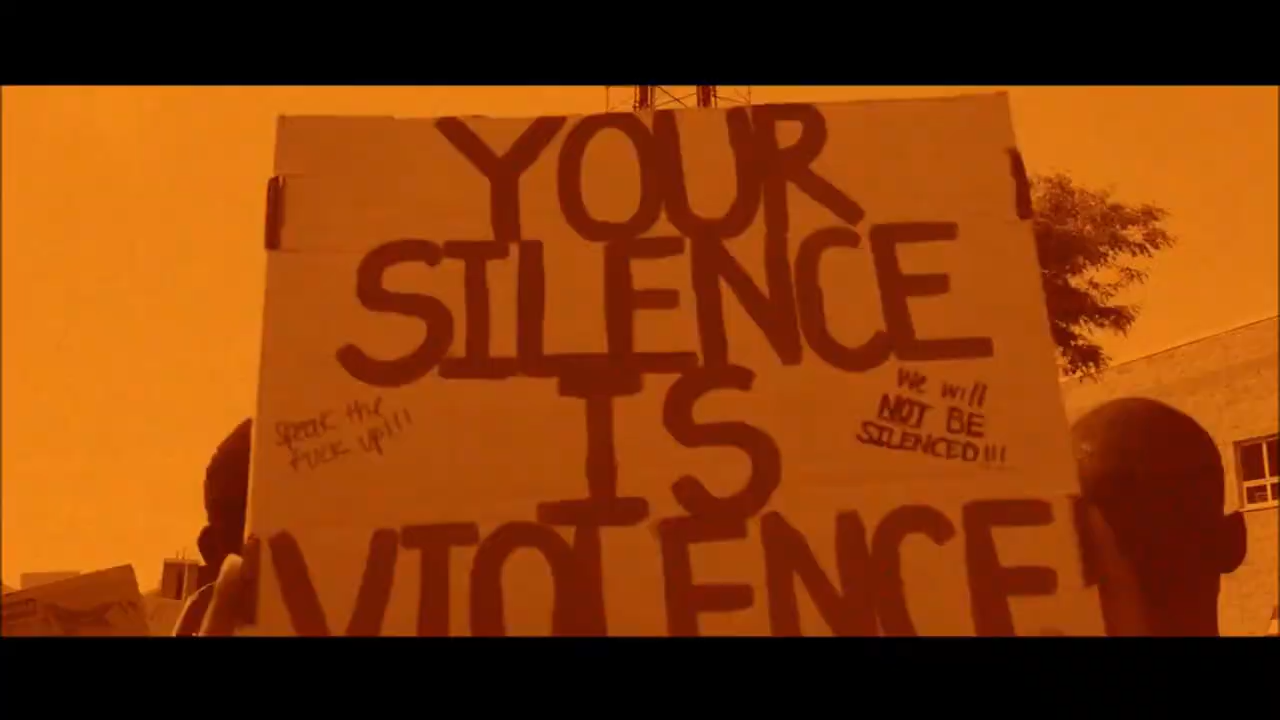 YOUR
SILENCE
IS
speak the
fuck up!!!
We will
NOT BE
SILENCED!!!
VIOLENCE